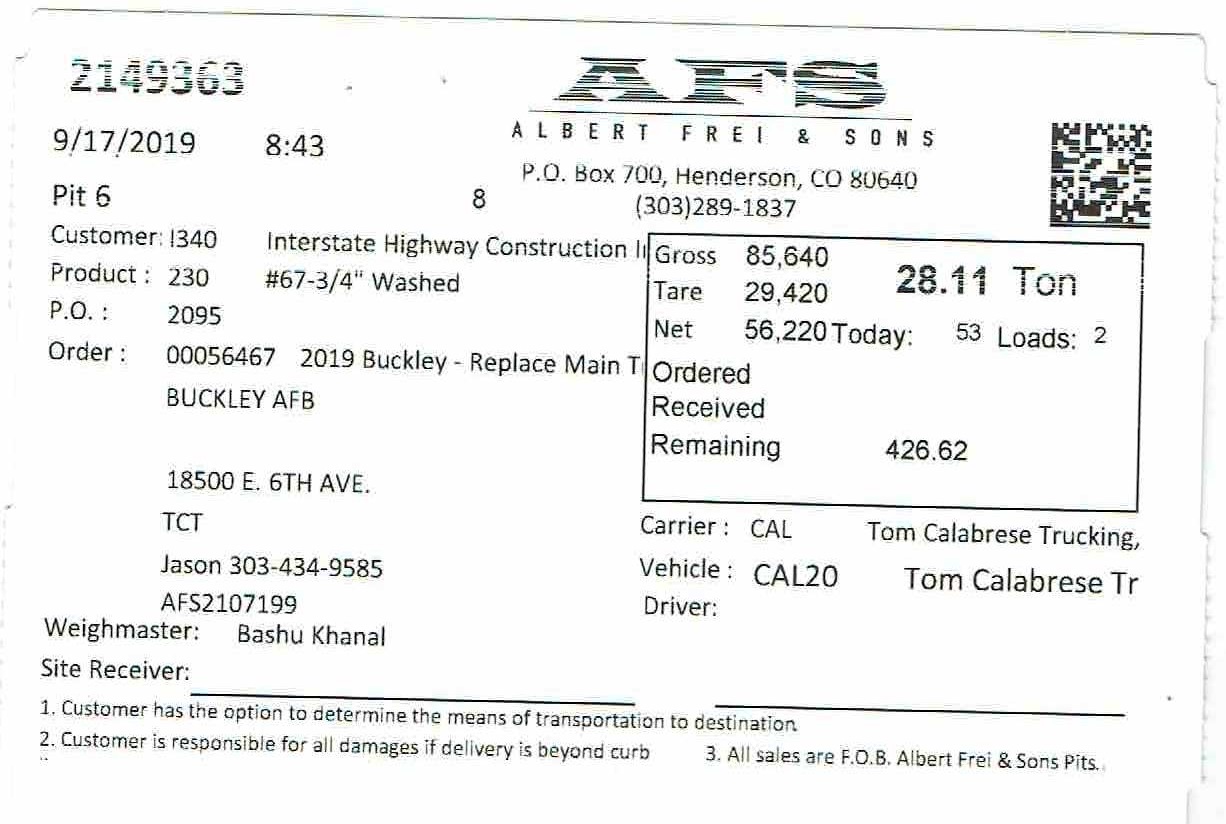 2149363
AFS
ALBERT FREI & SONS
9/17/2019 8:43
P.O. Box 700, Henderson, CO 80640
Pit 6 8
(303)289-1837
Customer: I340 Interstate Highway Construction I
Product : 230 #67-3/4" Washed
P.O. : 2095
Order : 00056467 2019 Buckley - Replace Main T
BUCKLEY AFB
18500 E. 6TH AVE.
TCT
Jason 303-434-9585
AFS2107199
Weighmaster: Bashu Khanal
Site Receiver:
Gross 85,640 28.11 Ton
Tare 29,420
Net 56,220 Today: 53 Loads: 2
Ordered
Received
Remaining 426.62
Carrier : CAL Tom Calabrese Trucking,
Vehicle : CAL20 Tom Calabrese Tr
Driver:
1. Customer has the option to determine the means of transportation to destination
2. Customer is responsible for all damages if delivery is beyond curb 3. All sales are F.O.B. Albert Frei & Sons Pits.